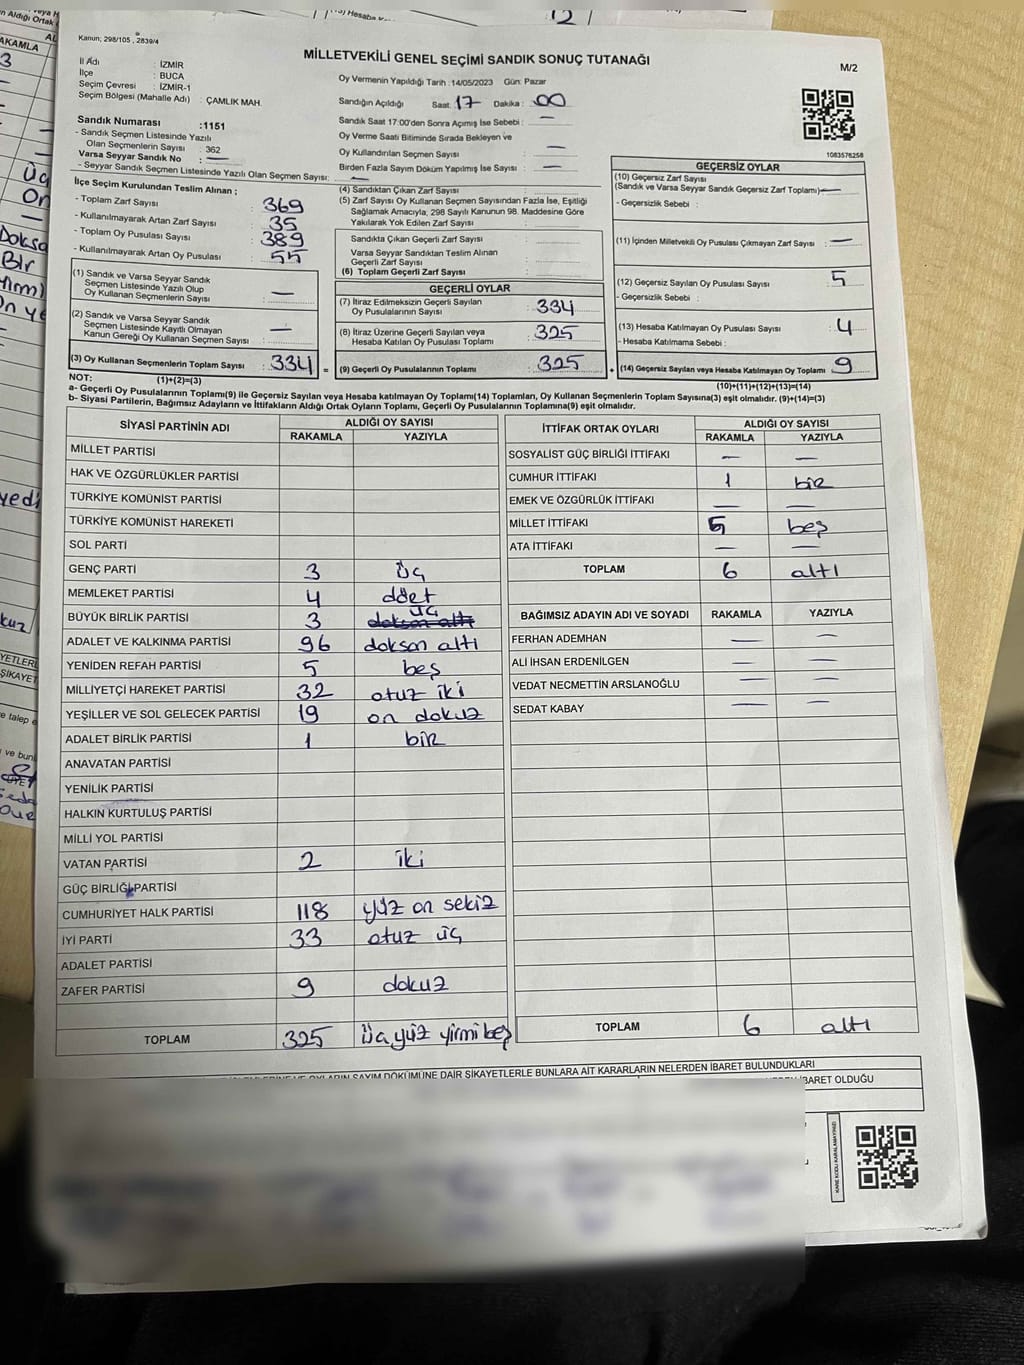 Kanun; 298/105 , 2839/4
MİLLETVEKİLİ GENEL SEÇİMİ SANDIK SONUÇ TUTANAĞI
M/2
İl Adı : İZMİR
İlçe : BUCA
Seçim Çevresi : İZMİR-1
Seçim Bölgesi (Mahalle Adı) : ÇAMLIK MAH.
Oy Vermenin Yapıldığı Tarih : 14/05/2023 Gün: Pazar
Sandığın Açıldığı Saat: 17 Dakika : 00
Sandık Saat 17:00'den Sonra Açımış İse Sebebi : —
Oy Verme Saati Bitiminde Sırada Bekleyen ve
Oy Kullandırılan Seçmen Sayısı —
Birden Fazla Sayım Döküm Yapılmış İse Sayısı : —
1083576258
Sandık Numarası : 1151
- Sandık Seçmen Listesinde Yazılı
Olan Seçmenlerin Sayısı : 362
Varsa Seyyar Sandık No : —
- Seyyar Sandık Seçmen Listesinde Yazılı Olan Seçmen Sayısı: —
İlçe Seçim Kurulundan Teslim Alınan ;
- Toplam Zarf Sayısı : 369
- Kullanılmayarak Artan Zarf Sayısı : 35
- Toplam Oy Pusulası Sayısı : 389
- Kullanılmayarak Artan Oy Pusulası : 55
(1) Sandık ve Varsa Seyyar Sandık
Seçmen Listesinde Yazılı Olup
Oy Kullanan Seçmenlerin Sayısı : —
(2) Sandık ve Varsa Seyyar Sandık
Seçmen Listesinde Kayıtlı Olmayan
Kanun Gereği Oy Kullanan Seçmen Sayısı : —
(3) Oy Kullanan Seçmenlerin Toplam Sayısı : 334
(4) Sandıktan Çıkan Zarf Sayısı
(5) Zarf Sayısı Oy Kullanan Seçmen Sayısından Fazla İse, Eşitliği
Sağlamak Amacıyla; 298 Sayılı Kanunun 98. Maddesine Göre
Yakılarak Yok Edilen Zarf Sayısı
Sandıkta Çıkan Geçerli Zarf Sayısı
Varsa Seyyar Sandıktan Teslim Alınan
Geçerli Zarf Sayısı
(6) Toplam Geçerli Zarf Sayısı
GEÇERLİ OYLAR
(7) İtiraz Edilmeksizin Geçerli Sayılan
Oy Pusulalarının Sayısı : 334
(8) İtiraz Üzerine Geçerli Sayılan veya
Hesaba Katılan Oy Pusulası Toplamı : 325
= (9) Geçerli Oy Pusulalarının Toplamı : 325
GEÇERSİZ OYLAR
(10) Geçersiz Zarf Sayısı
(Sandık ve Varsa Seyyar Sandık Geçersiz Zarf Toplamı) —
- Geçersizlik Sebebi :
(11) İçinden Milletvekili Oy Pusulası Çıkmayan Zarf Sayısı : —
(12) Geçersiz Sayılan Oy Pusulası Sayısı : 5
- Geçersizlik Sebebi :
(13) Hesaba Katılmayan Oy Pusulası Sayısı : 4
- Hesaba Katılmama Sebebi :
+ (14) Geçersiz Sayılan veya Hesaba Katılmayan Oy Toplamı : 9
NOT: (1)+(2)=(3) (10)+(11)+(12)+(13)=(14)
a- Geçerli Oy Pusulalarının Toplamı(9) ile Geçersiz Sayılan veya Hesaba katılmayan Oy Toplamı(14) Toplamları, Oy Kullanan Seçmenlerin Toplam Sayısına(3) eşit olmalıdır. (9)+(14)=(3)
b- Siyasi Partilerin, Bağımsız Adayların ve İttifakların Aldığı Ortak Oyların Toplamı, Geçerli Oy Pusulalarının Toplamına(9) eşit olmalıdır.
SİYASİ PARTİNİN ADI ALDIĞI OY SAYISI
RAKAMLA YAZIYLA
MİLLET PARTİSİ
HAK VE ÖZGÜRLÜKLER PARTİSİ
TÜRKİYE KOMÜNİST PARTİSİ
TÜRKİYE KOMÜNİST HAREKETİ
SOL PARTİ
GENÇ PARTİ 3 üç
MEMLEKET PARTİSİ 4 döet
BÜYÜK BİRLİK PARTİSİ 3 doksan altı üç
ADALET VE KALKINMA PARTİSİ 96 doksan altı
YENİDEN REFAH PARTİSİ 5 beş
MİLLİYETÇİ HAREKET PARTİSİ 32 otuz iki
YEŞİLLER VE SOL GELECEK PARTİSİ 19 on dokuz
ADALET BİRLİK PARTİSİ 1 bir
ANAVATAN PARTİSİ
YENİLİK PARTİSİ
HALKIN KURTULUŞ PARTİSİ
MİLLİ YOL PARTİSİ
VATAN PARTİSİ 2 iki
GÜÇ BİRLİĞİ PARTİSİ
CUMHURİYET HALK PARTİSİ 118 yüz on sekiz
İYİ PARTİ 33 otuz üç
ADALET PARTİSİ
ZAFER PARTİSİ 9 dokuz
TOPLAM 325 Üç yüz yirmi beş
İTTİFAK ORTAK OYLARI ALDIĞI OY SAYISI
RAKAMLA YAZIYLA
SOSYALİST GÜÇ BİRLİĞİ İTTİFAKI — —
CUMHUR İTTİFAKI 1 bir
EMEK VE ÖZGÜRLÜK İTTİFAKI — —
MİLLET İTTİFAKI 5 beş
ATA İTTİFAKI — —
TOPLAM 6 altı
BAĞIMSIZ ADAYIN ADI VE SOYADI RAKAMLA YAZIYLA
FERHAN ADEMHAN — —
ALİ İHSAN ERDENİLGEN — —
VEDAT NECMETTİN ARSLANOĞLU — —
SEDAT KABAY — —
TOPLAM 6 altı
OYLARIN SAYIM DÖKÜMÜNE DAİR ŞİKAYETLERLE BUNLARA AİT KARARLARIN NELERDEN İBARET BULUNDUKLARI
İBARET OLDUĞU
KARE KODU KARALAMAYINIZ!